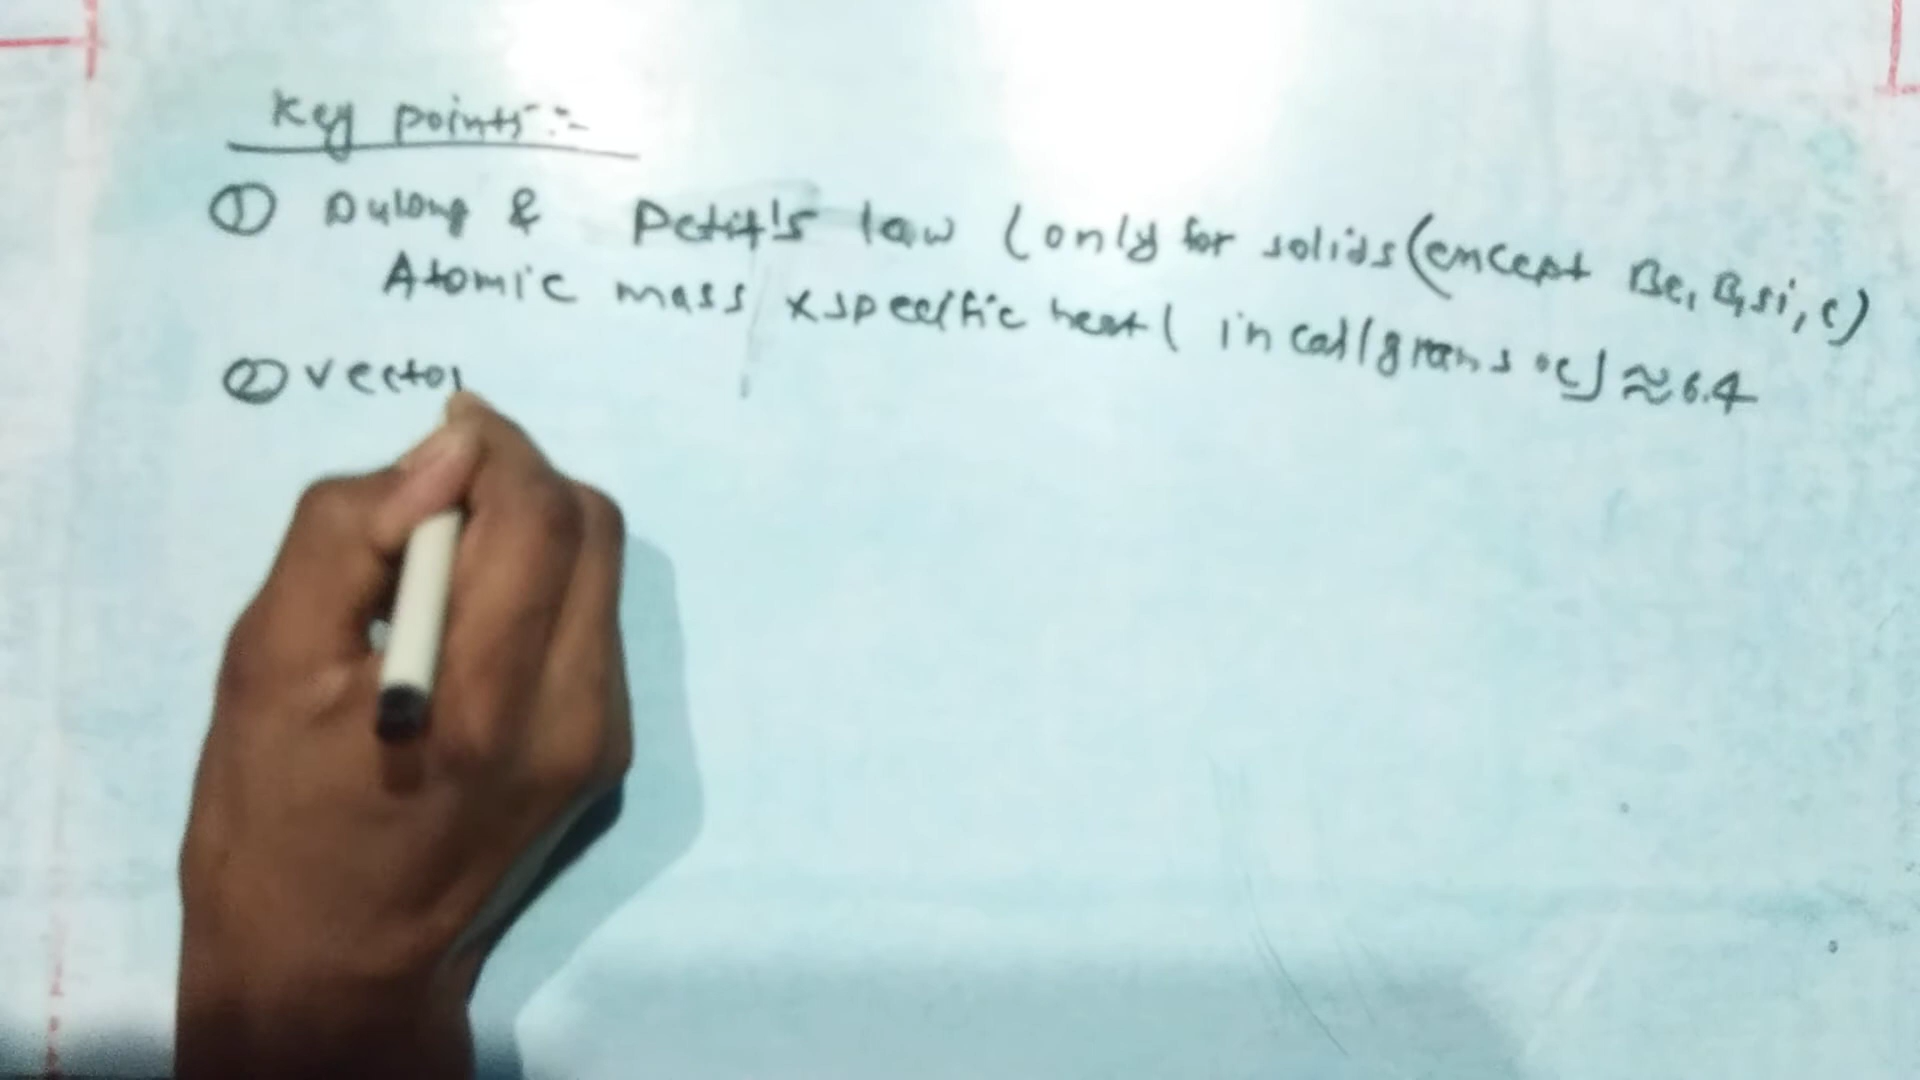 Key points :-
① Dulong & Petit's law (only for solids (except Be, B, Si, C)
Atomic mass x specific heat ( in cal/grams °C) ≈ 6.4
② vector